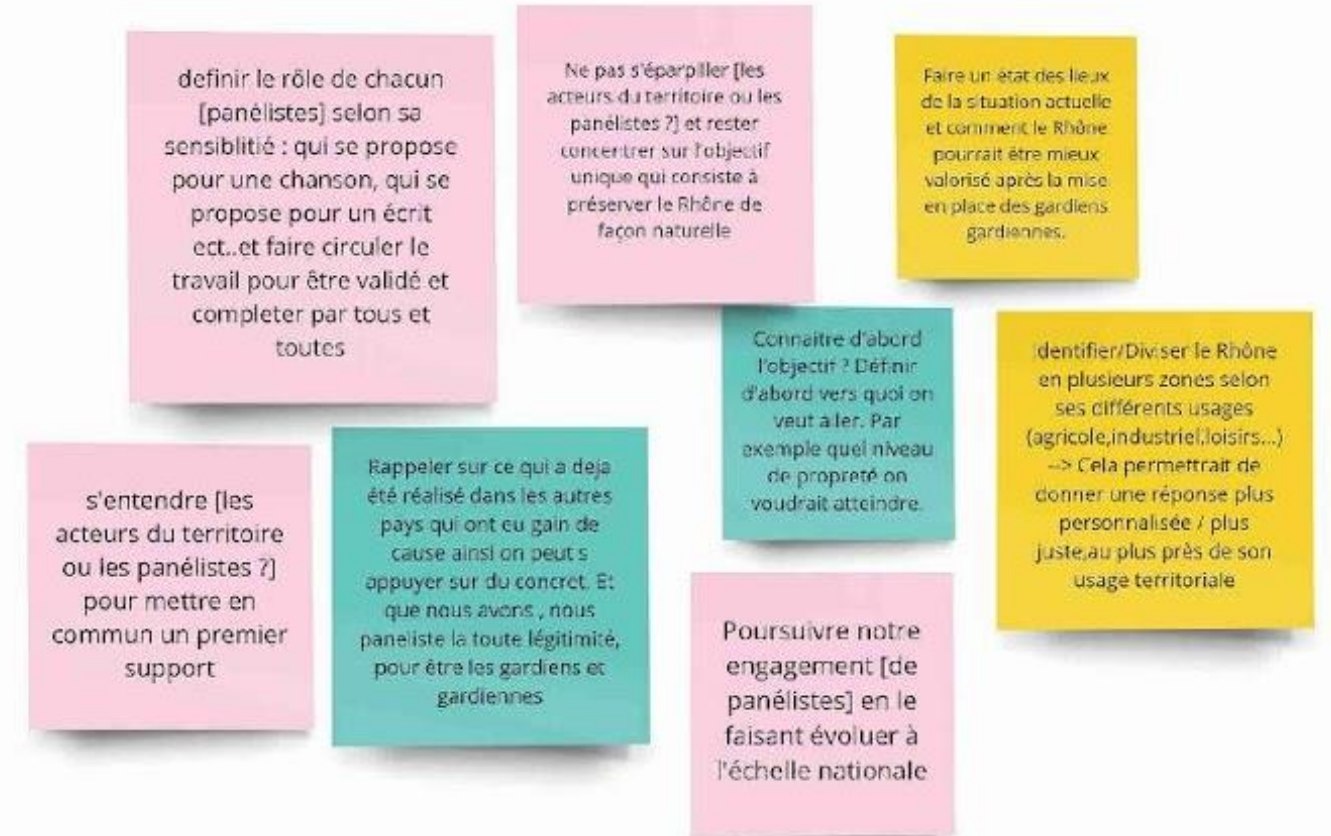 definir le rôle de chacun
[panélistes] selon sa
sensiblitié : qui se propose
pour une chanson, qui se
propose pour un écrit
ect..et faire circuler le
travail pour être validé et
completer par tous et
toutes
Ne pas s'éparpiller [les
acteurs du territoire ou les
panélistes ?] et rester
concentrer sur l'objectif
unique qui consiste à
préserver le Rhône de
façon naturelle
Faire un état des lieux
de la situation actuelle
et comment le Rhône
pourrait être mieux
valorisé après la mise
en place des gardiens
gardiennes.
Connaitre d'abord
l'objectif ? Définir
d'abord vers quoi on
veut aller. Par
exemple quel niveau
de propreté on
voudrait atteindre.
Identifier/Diviser le Rhône
en plusieurs zones selon
ses différents usages
(agricole,industriel,loisirs...)
--> Cela permettrait de
donner une réponse plus
personnalisée / plus
juste,au plus près de son
usage territoriale
s'entendre [les
acteurs du territoire
ou les panélistes ?]
pour mettre en
commun un premier
support
Rappeler sur ce qui a deja
été réalisé dans les autres
pays qui ont eu gain de
cause ainsi on peut s
appuyer sur du concret. Et
que nous avons , nous
paneliste la toute légitimité,
pour être les gardiens et
gardiennes
Poursuivre notre
engagement [de
panélistes] en le
faisant évoluer à
l'échelle nationale